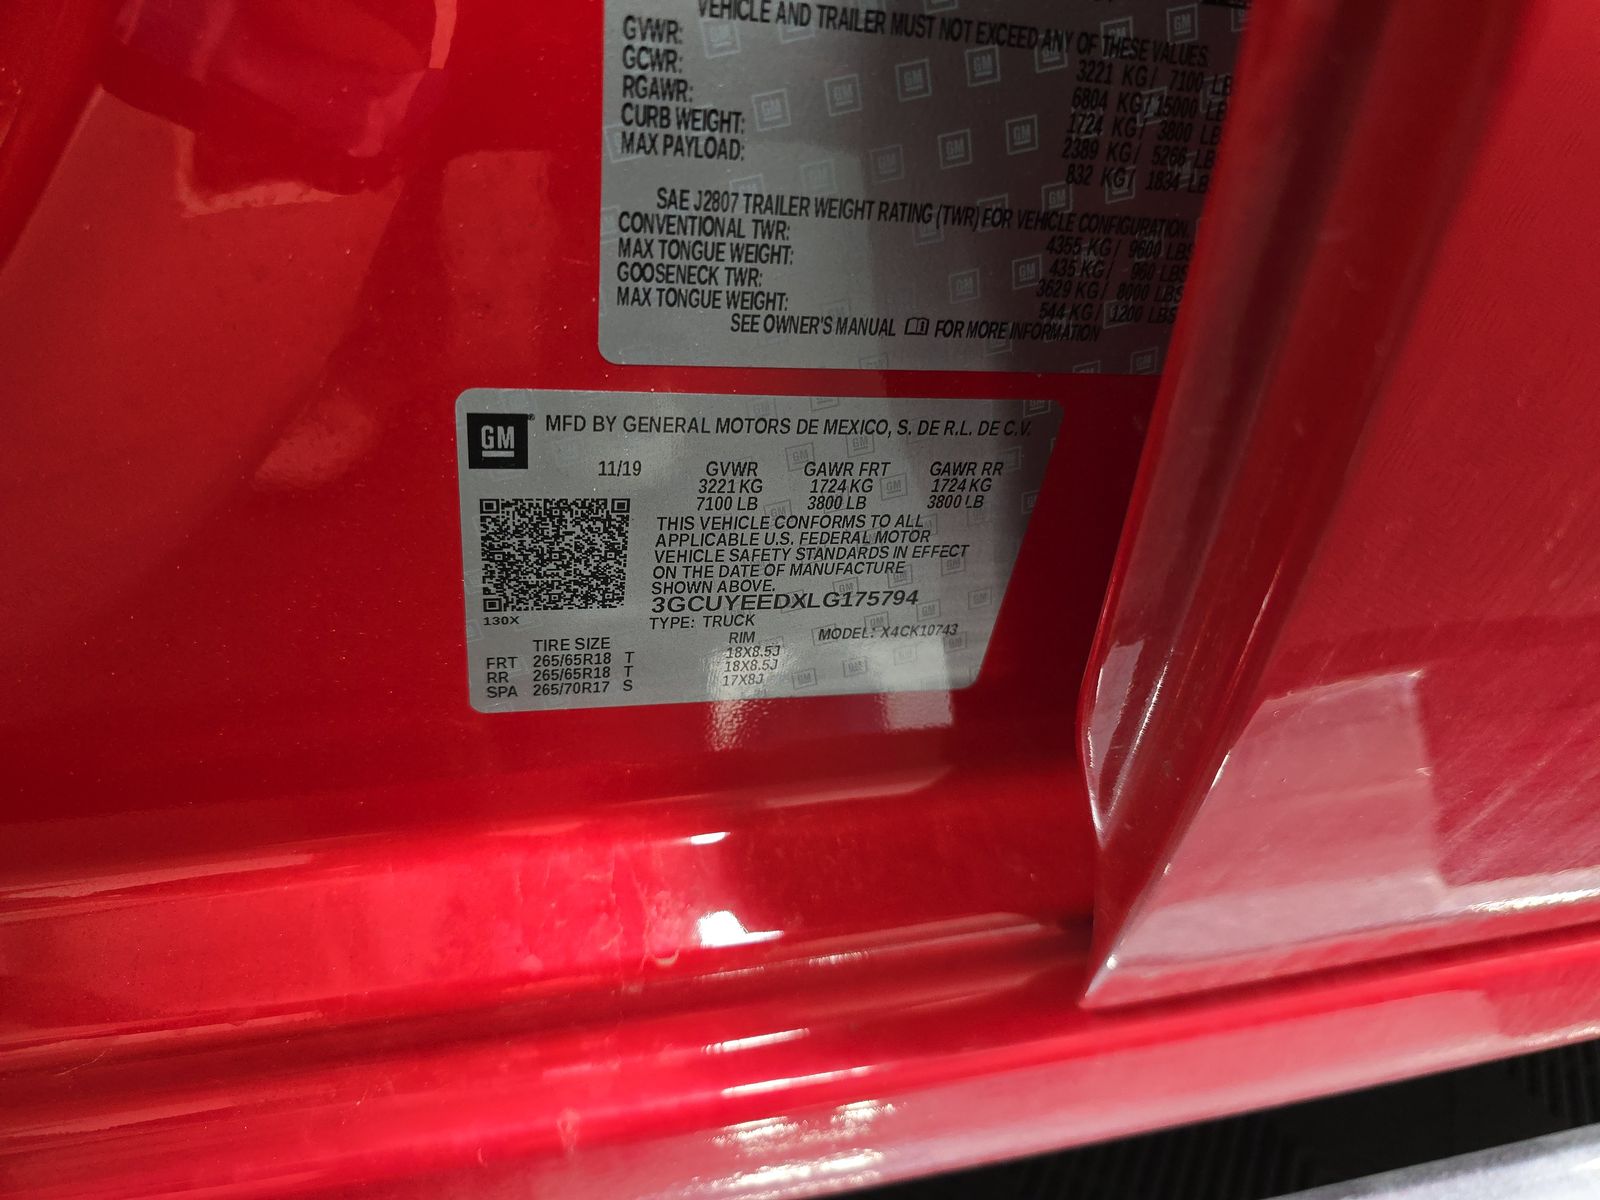 VEHICLE AND TRAILER MUST NOT EXCEED ANY OF THESE VALUES.
GVWR: 3221 KG/ 7100 LB
GCWR: 6804 KG/15000 LB
RGAWR: 1724 KG/ 3800 LB
CURB WEIGHT: 2389 KG/ 5266 LBS
MAX PAYLOAD: 832 KG/ 1834 LB
SAE J2807 TRAILER WEIGHT RATING (TWR) FOR VEHICLE CONFIGURATION.
CONVENTIONAL TWR: 4355 KG/ 9600 LBS
MAX TONGUE WEIGHT: 435 KG/ 960 LBS
GOOSENECK TWR: 3629 KG/ 8000 LBS
MAX TONGUE WEIGHT: 544 KG/ 1200 LBS
SEE OWNER'S MANUAL FOR MORE INFORMATION
GM MFD BY GENERAL MOTORS DE MEXICO, S. DE R.L. DE C.V.
11/19 GVWR GAWR FRT GAWR RR
3221 KG 1724 KG 1724 KG
7100 LB 3800 LB 3800 LB
THIS VEHICLE CONFORMS TO ALL
APPLICABLE U.S. FEDERAL MOTOR
VEHICLE SAFETY STANDARDS IN EFFECT
ON THE DATE OF MANUFACTURE
SHOWN ABOVE.
3GCUYEEDXLG175794
130X
TYPE: TRUCK MODEL: X4CK10743
TIRE SIZE RIM
FRT 265/65R18 T 18X8.5J
RR 265/65R18 T 18X8.5J
SPA 265/70R17 S 17X8J